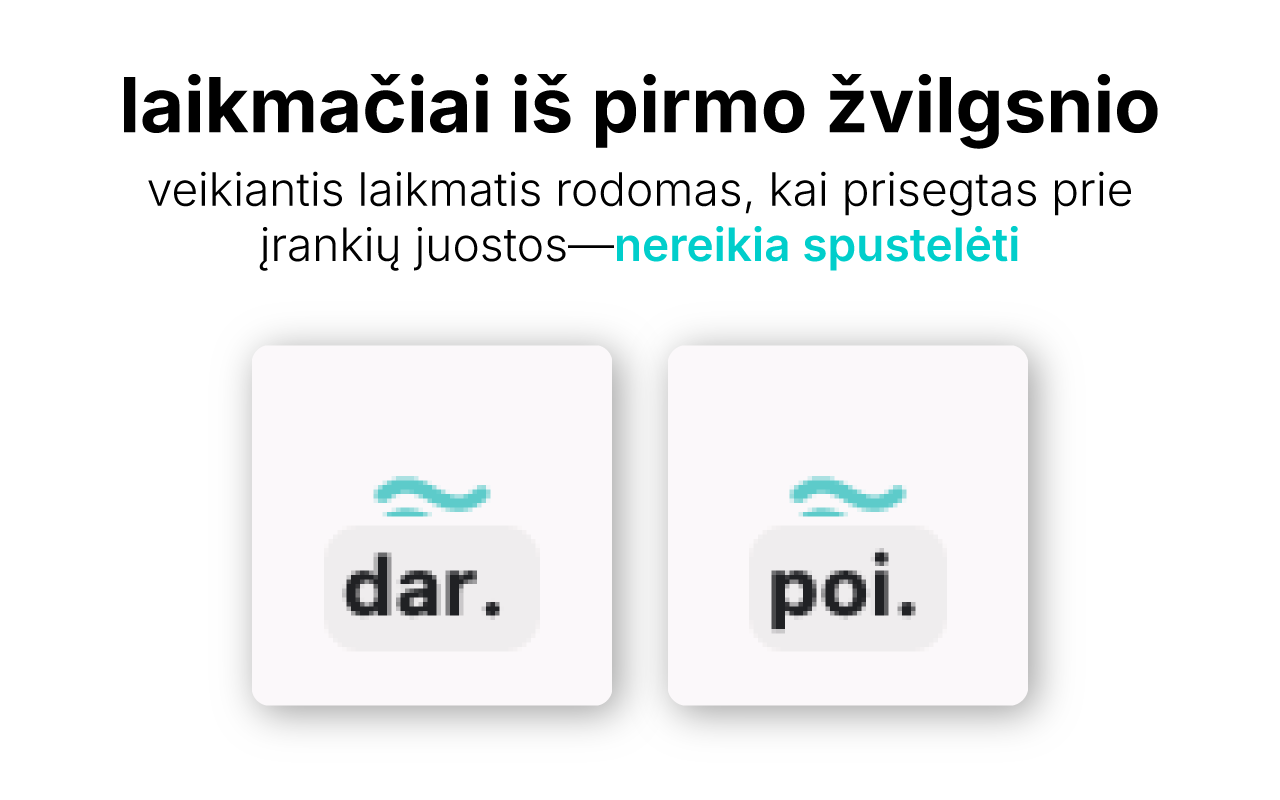 laikmačiai iš pirmo žvilgsnio
veikiantis laikmatis rodomas, kai prisegtas prie
įrankių juostos—nereikia spustelėti
dar.
poi.